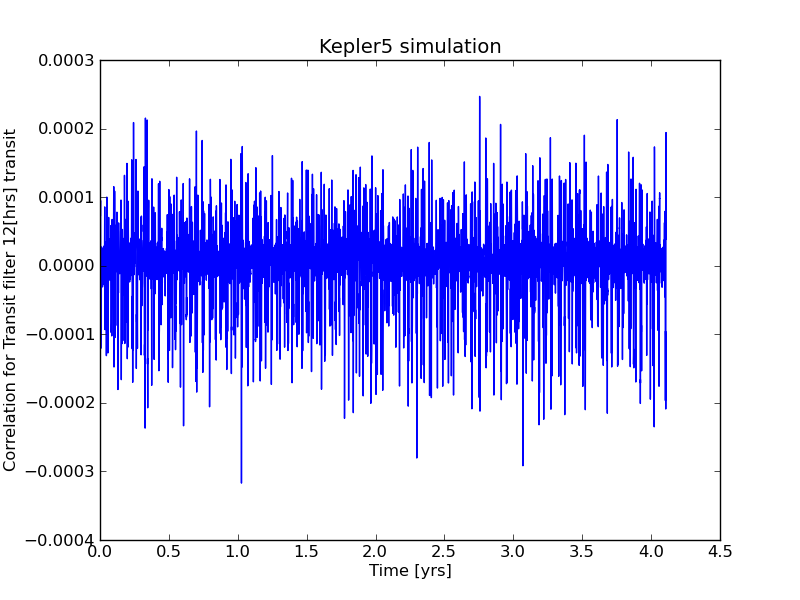 Kepler5 simulation
0.0003
0.0002
0.0001
0.0000
−0.0001
−0.0002
−0.0003
−0.0004
Correlation for Transit filter 12[hrs] transit
0.0 0.5 1.0 1.5 2.0 2.5 3.0 3.5 4.0 4.5
Time [yrs]